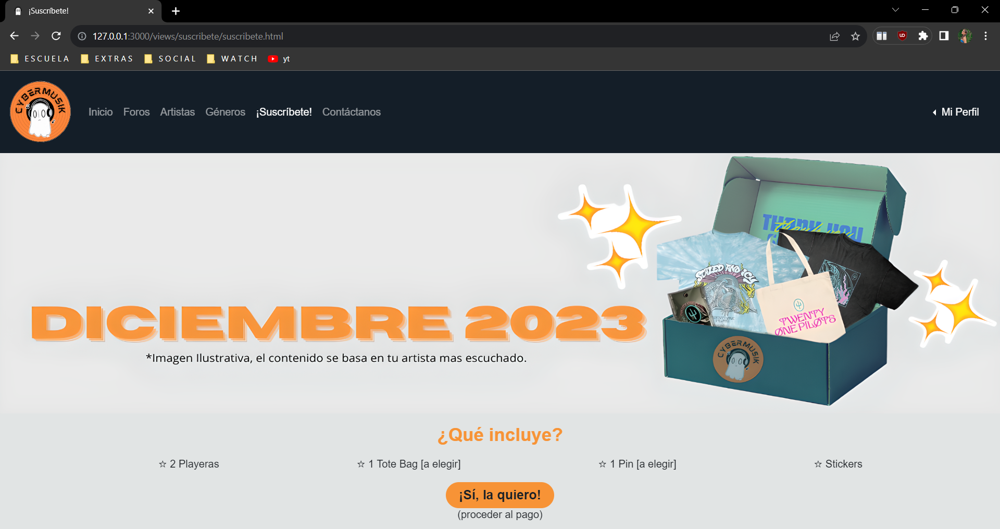 ¡Suscríbete!
127.0.0.1:3000/views/suscribete/suscribete.html
ESCUELA EXTRAS SOCIAL WATCH yt
CYBERMUSIK
Inicio Foros Artistas Géneros ¡Suscríbete! Contáctanos
Mi Perfil
THANK YOU
SCALED AND ICY
TWENTY
ØNE PILØTS
CYBERMUSIK
DICIEMBRE 2023
*Imagen Ilustrativa, el contenido se basa en tu artista mas escuchado.
¿Qué incluye?
☆ 2 Playeras ☆ 1 Tote Bag [a elegir] ☆ 1 Pin [a elegir] ☆ Stickers
¡Sí, la quiero!
(proceder al pago)